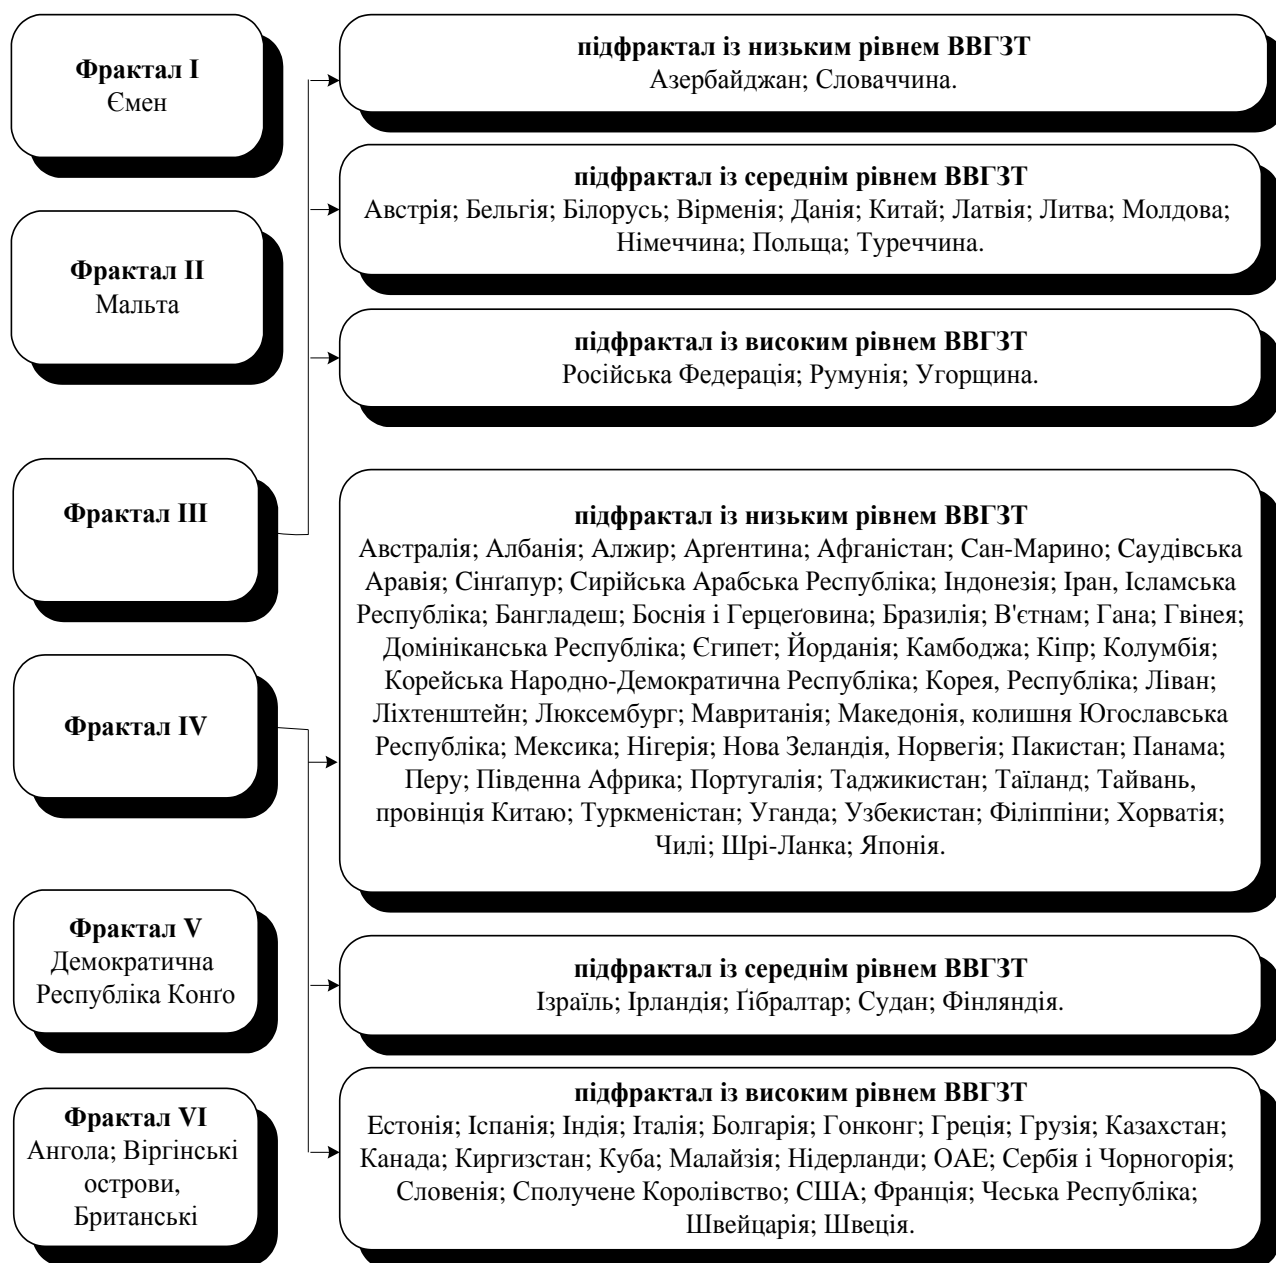 Фрактал I
Ємен
Фрактал II
Мальта
Фрактал III
Фрактал IV
Фрактал V
Демократична
Республіка Конґо
Фрактал VI
Ангола; Віргінські
острови,
Британські
підфрактал із низьким рівнем ВВГЗТ
Азербайджан; Словаччина.
підфрактал із середнім рівнем ВВГЗТ
Австрія; Бельгія; Білорусь; Вірменія; Данія; Китай; Латвія; Литва; Молдова;
Німеччина; Польща; Туреччина.
підфрактал із високим рівнем ВВГЗТ
Російська Федерація; Румунія; Угорщина.
підфрактал із низьким рівнем ВВГЗТ
Австралія; Албанія; Алжир; Арґентина; Афганістан; Сан-Марино; Саудівська
Аравія; Сінґапур; Сирійська Арабська Республіка; Індонезія; Іран, Ісламська
Республіка; Бангладеш; Боснія і Герцеґовина; Бразилія; В'єтнам; Гана; Гвінея;
Домініканська Республіка; Єгипет; Йорданія; Камбоджа; Кіпр; Колумбія;
Корейська Народно-Демократична Республіка; Корея, Республіка; Ліван;
Ліхтенштейн; Люксембург; Мавританія; Македонія, колишня Югославська
Республіка; Мексика; Нігерія; Нова Зеландія, Норвегія; Пакистан; Панама;
Перу; Південна Африка; Португалія; Таджикистан; Таїланд; Тайвань,
провінція Китаю; Туркменістан; Уганда; Узбекистан; Філіппіни; Хорватія;
Чилі; Шрі-Ланка; Японія.
підфрактал із середнім рівнем ВВГЗТ
Ізраїль; Ірландія; Ґібралтар; Судан; Фінляндія.
підфрактал із високим рівнем ВВГЗТ
Естонія; Іспанія; Індія; Італія; Болгарія; Гонконг; Греція; Грузія; Казахстан;
Канада; Киргизстан; Куба; Малайзія; Нідерланди; ОАЕ; Сербія і Чорногорія;
Словенія; Сполучене Королівство; США; Франція; Чеська Республіка;
Швейцарія; Швеція.